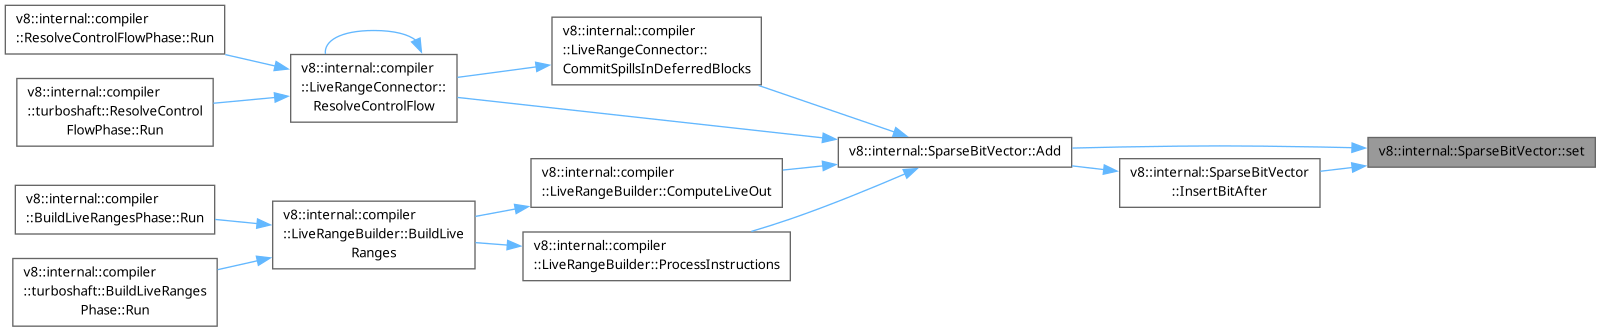 v8::internal::compiler
::ResolveControlFlowPhase::Run
v8::internal::compiler
::turboshaft::ResolveControl
FlowPhase::Run
v8::internal::compiler
::LiveRangeConnector::
ResolveControlFlow
v8::internal::compiler
::LiveRangeConnector::
CommitSpillsInDeferredBlocks
v8::internal::SparseBitVector::Add
v8::internal::SparseBitVector::set
v8::internal::SparseBitVector
::InsertBitAfter
v8::internal::compiler
::LiveRangeBuilder::ComputeLiveOut
v8::internal::compiler
::BuildLiveRangesPhase::Run
v8::internal::compiler
::LiveRangeBuilder::BuildLive
Ranges
v8::internal::compiler
::LiveRangeBuilder::ProcessInstructions
v8::internal::compiler
::turboshaft::BuildLiveRanges
Phase::Run